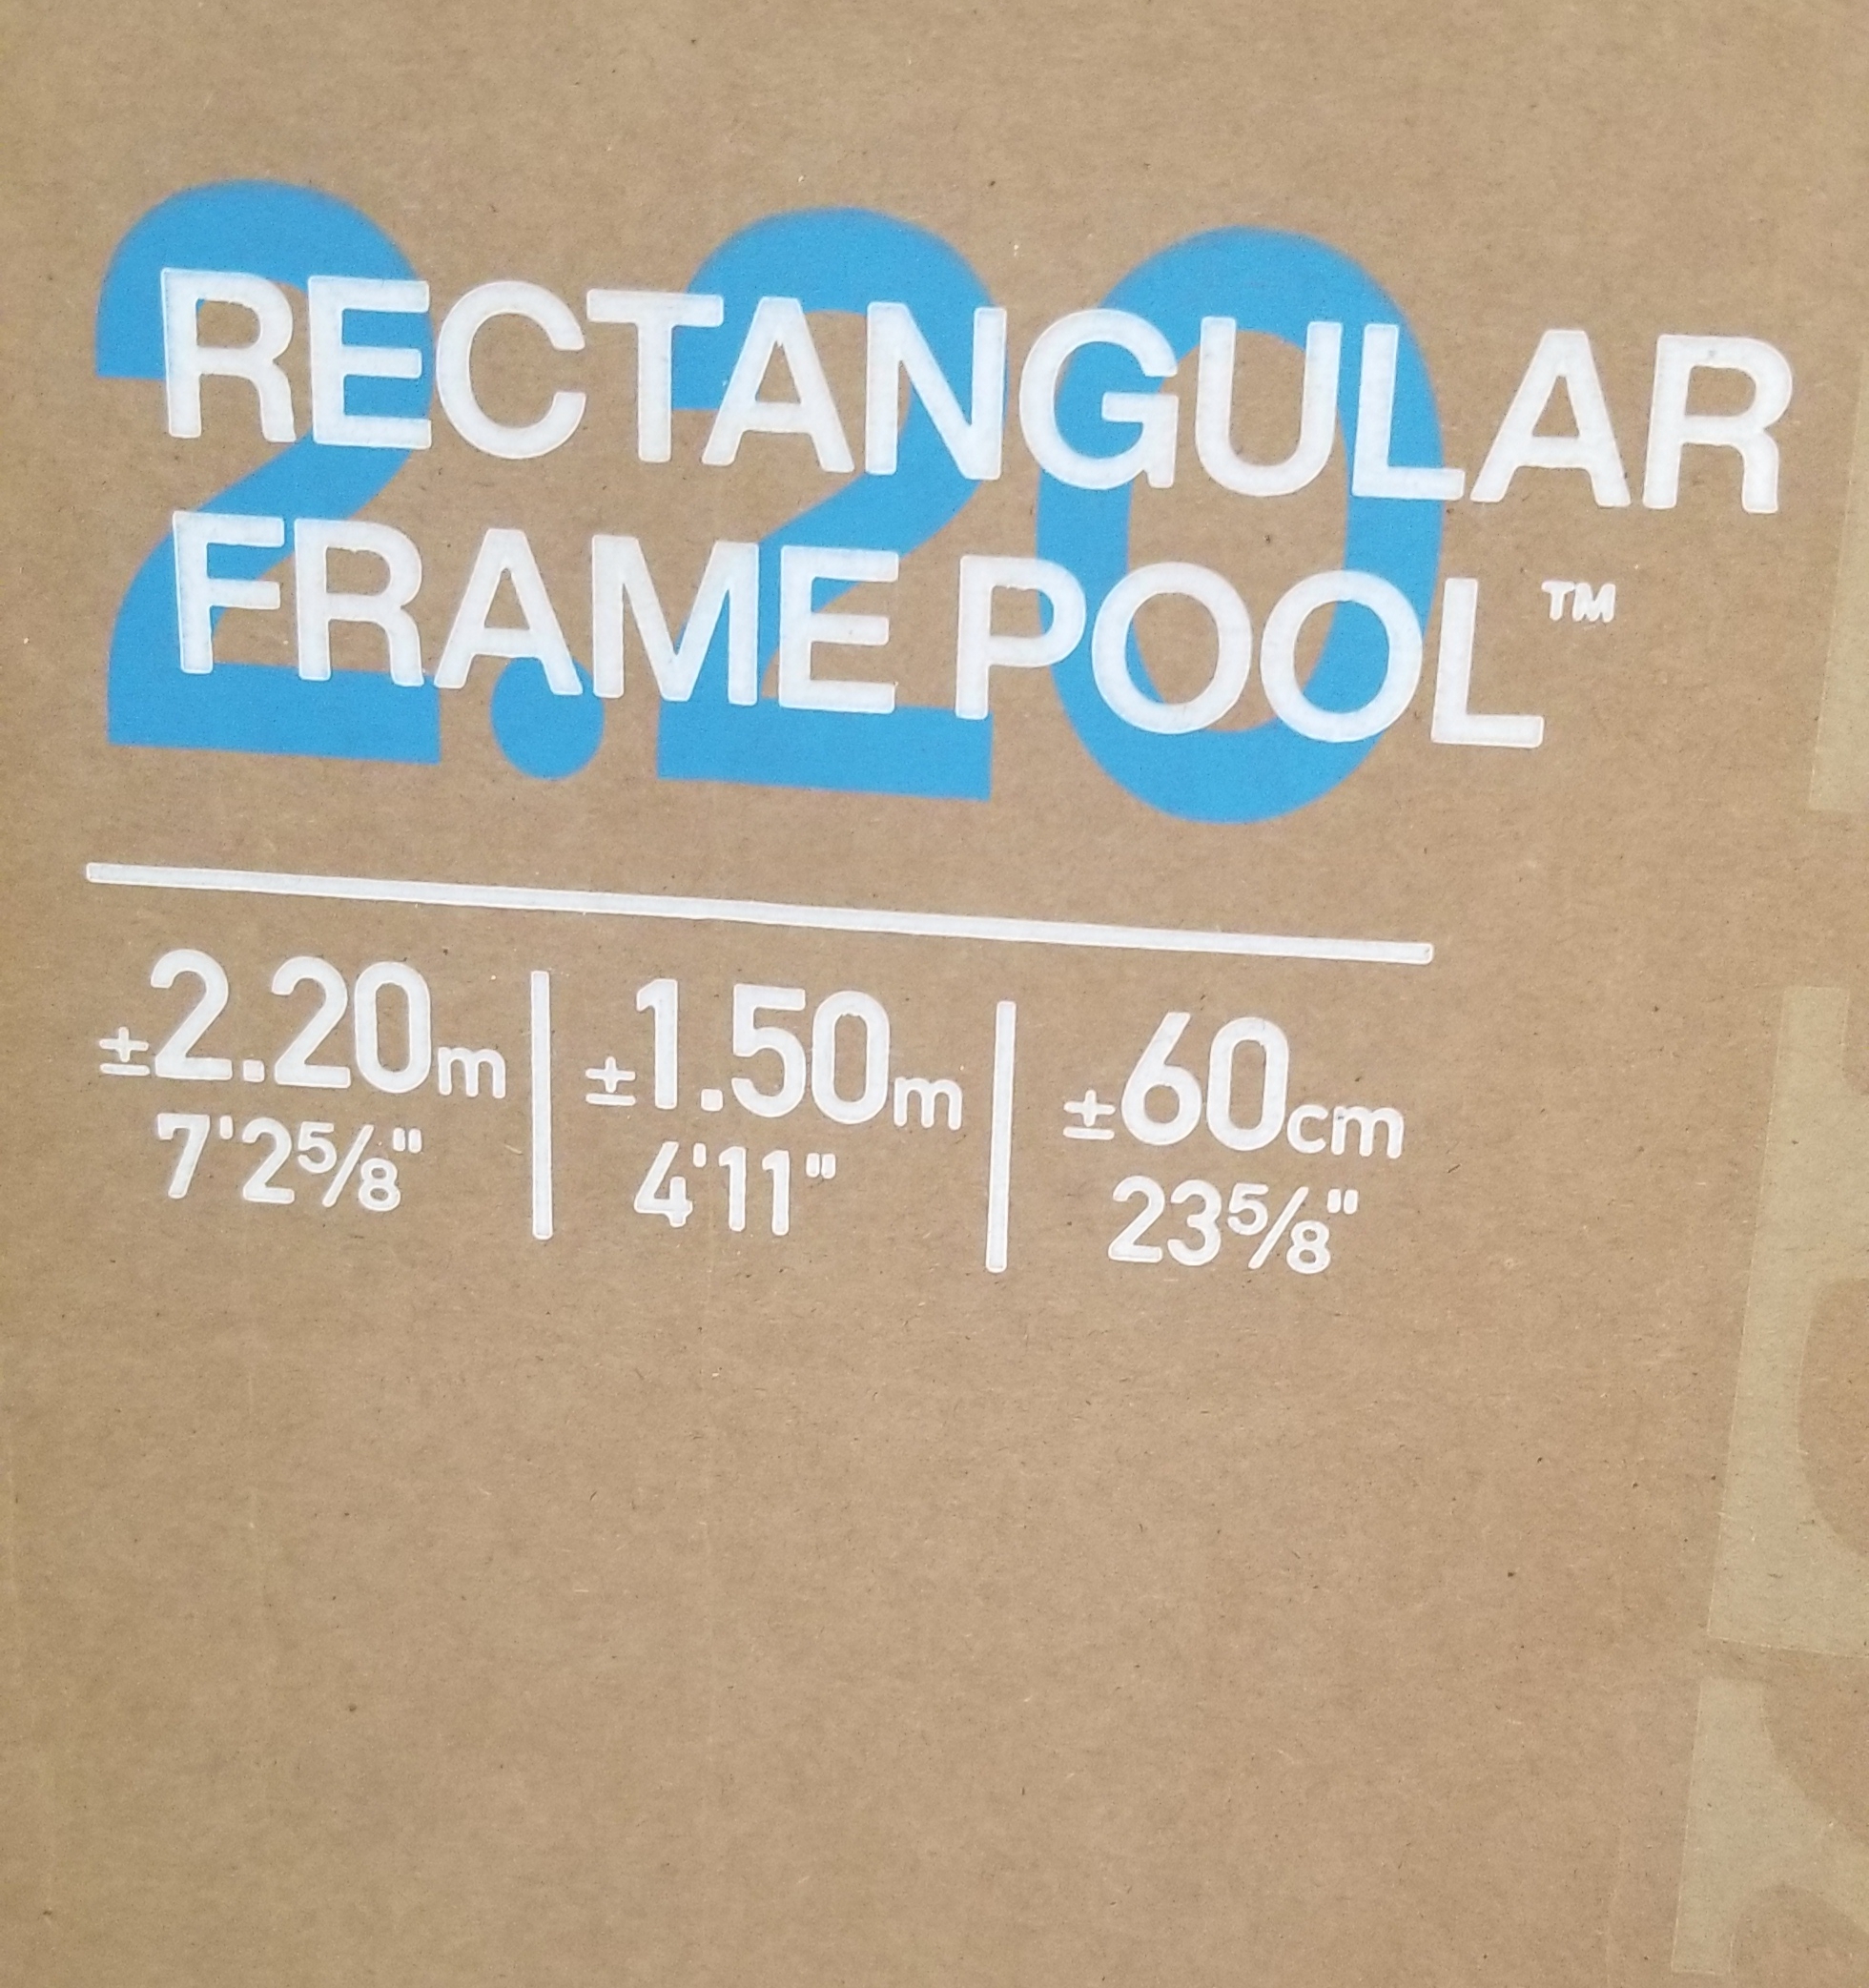 2.20
RECTANGULAR
FRAME POOL™
±2.20m | ±1.50m | ±60cm
7'2⅝" | 4'11" | 23⅝"